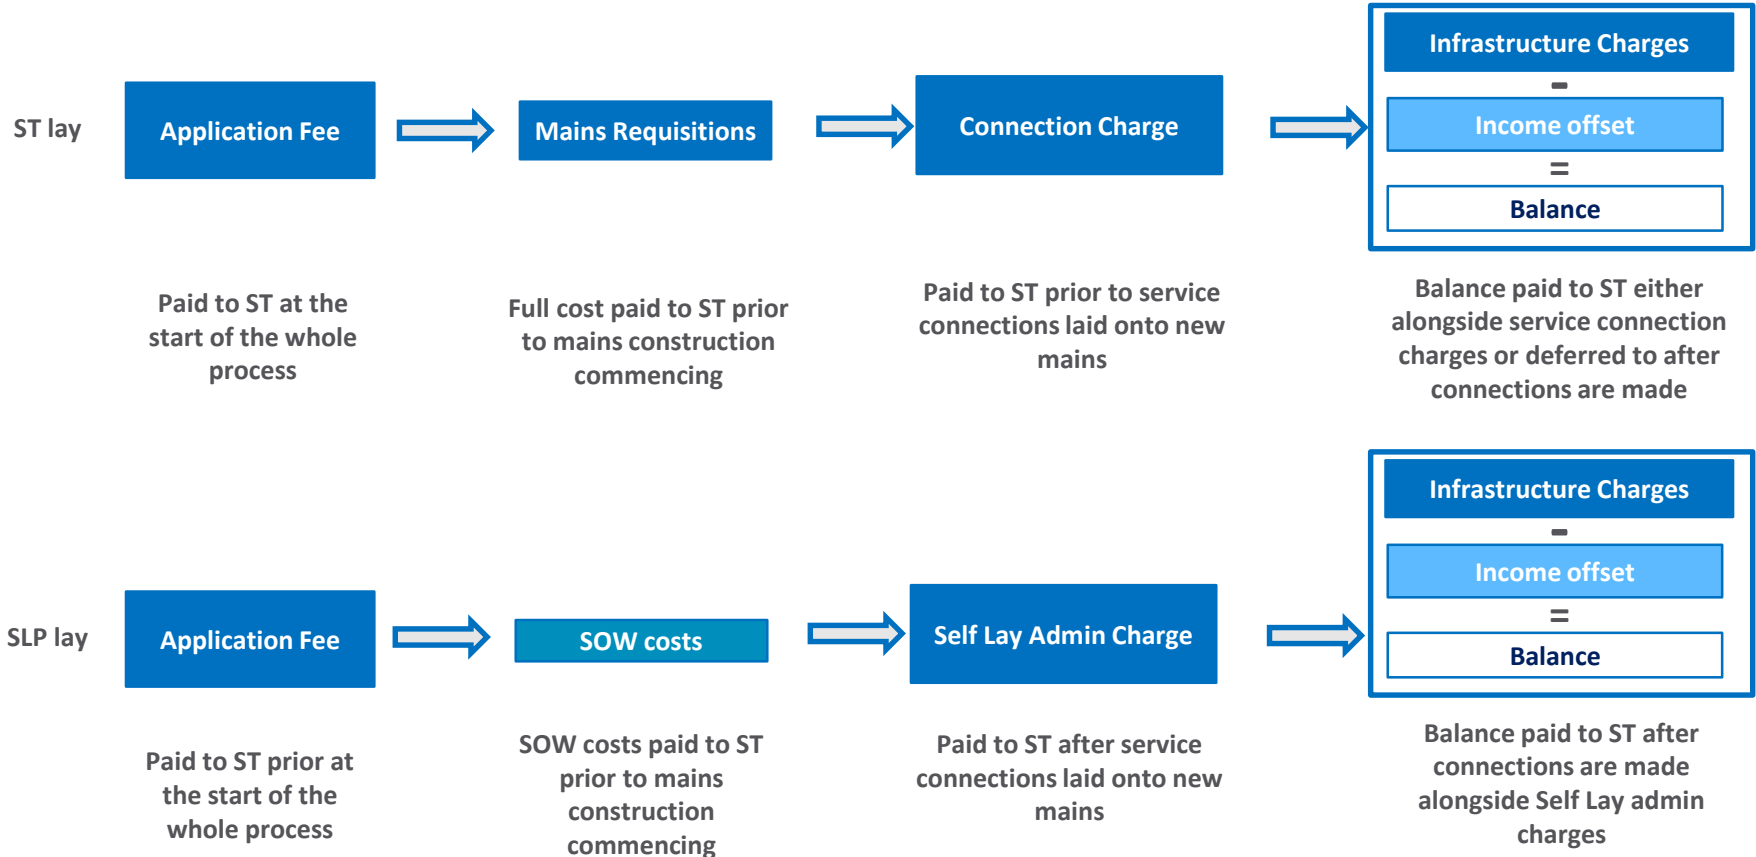 ST lay
Application Fee
Mains Requisitions
Connection Charge
Infrastructure Charges
-
Income offset
=
Balance
Paid to ST at the
start of the whole
process
Full cost paid to ST prior
to mains construction
commencing
Paid to ST prior to service
connections laid onto new
mains
Balance paid to ST either
alongside service connection
charges or deferred to after
connections are made
SLP lay
Application Fee
SOW costs
Self Lay Admin Charge
Infrastructure Charges
-
Income offset
=
Balance
Paid to ST prior at
the start of the
whole process
SOW costs paid to ST
prior to mains
construction
commencing
Paid to ST after service
connections laid onto new
mains
Balance paid to ST after
connections are made
alongside Self Lay admin
charges